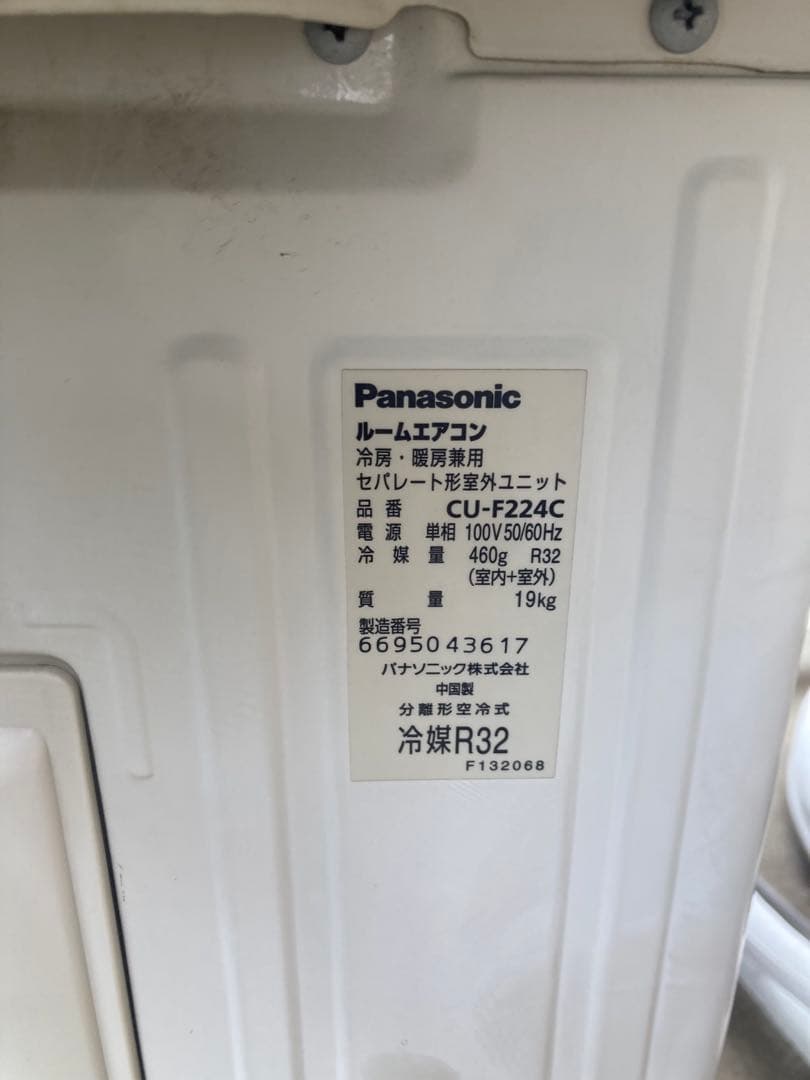 Panasonic
ルームエアコン
冷房・暖房兼用
セパレート形室外ユニット
品番 CU-F224C
電源 単相 100V 50/60Hz
冷媒量 460g R32
(室内+室外)
質量 19kg
製造番号
6695043617
パナソニック株式会社
中国製
分離形空冷式
冷媒R32
F132068